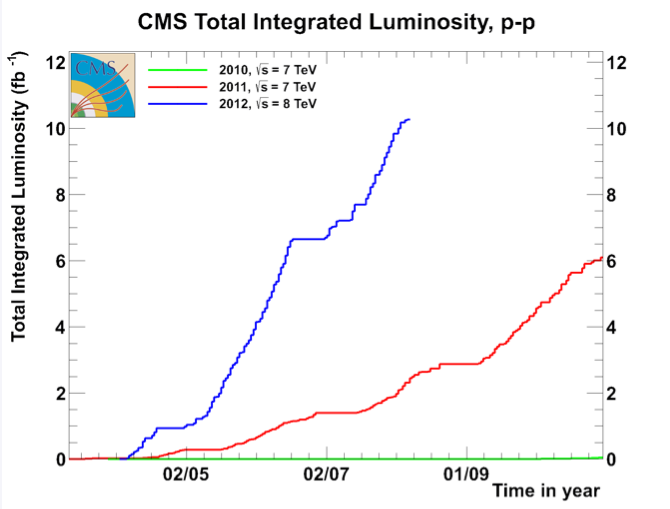 CMS Total Integrated Luminosity, p-p
Total Integrated Luminosity (fb ⁻¹)
CMS
2010, √s = 7 TeV
2011, √s = 7 TeV
2012, √s = 8 TeV
12 12
10 10
8 8
6 6
4 4
2 2
0 0
02/05 02/07 01/09
Time in year